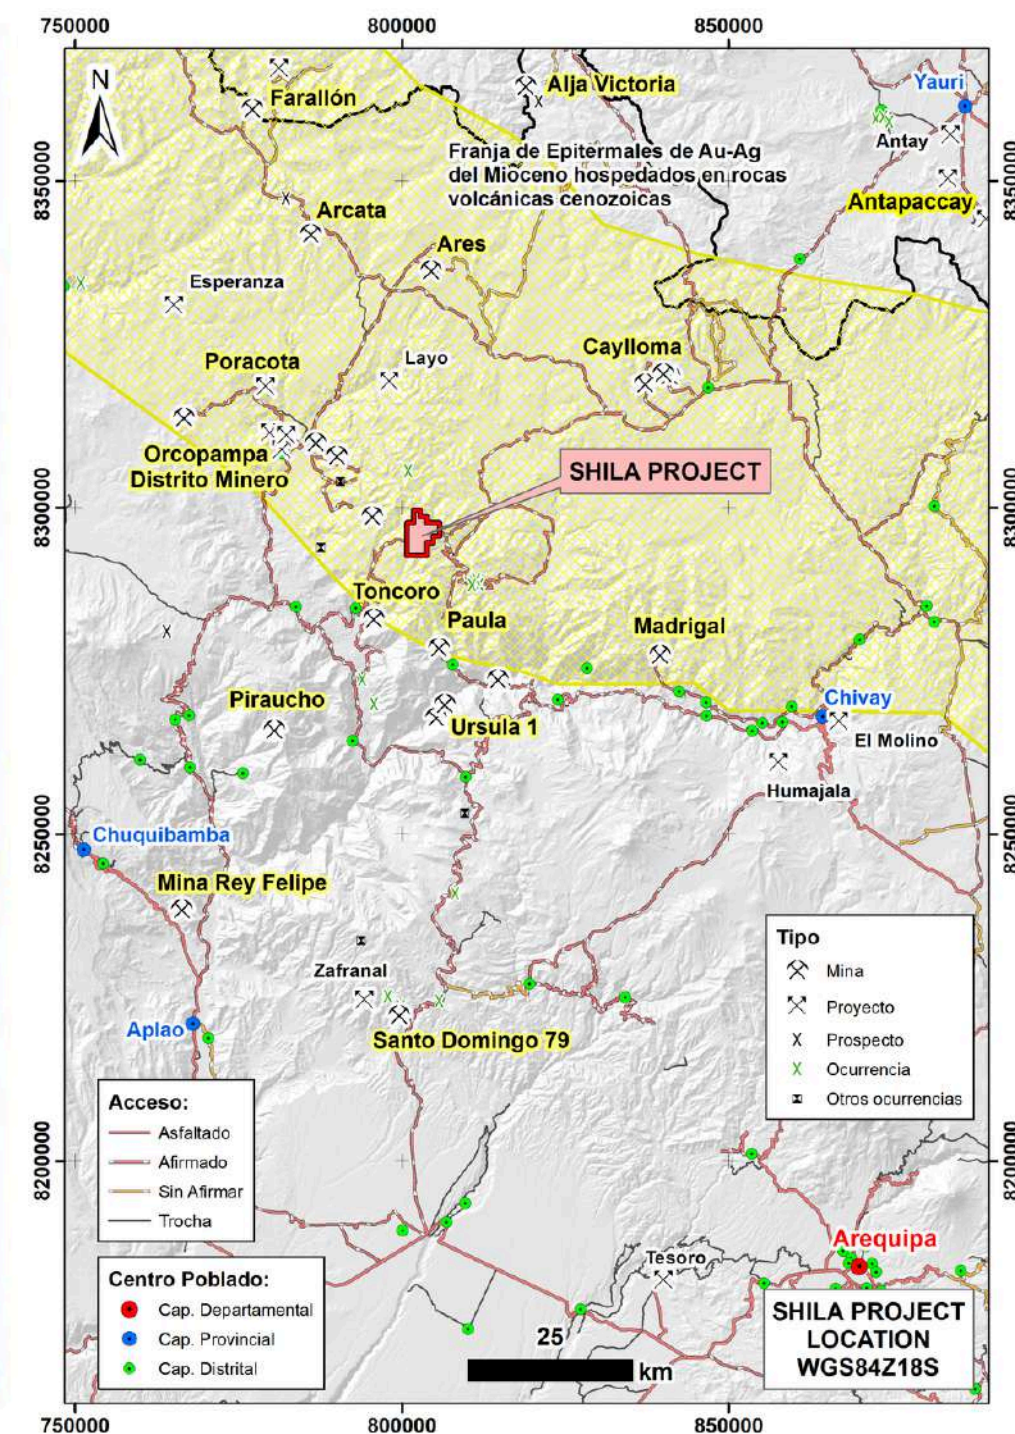 750000
800000
850000
N
Farallón
Alja Victoria
Yauri
Antay
Franja de Epitermales de Au-Ag
del Mioceno hospedados en rocas
volcánicas cenozoicas
8350000
8350000
Antapaccay
Arcata
Ares
Esperanza
Poracota
Layo
Caylloma
Orcopampa
Distrito Minero
SHILA PROJECT
8300000
8300000
Toncoro
Paula
Madrigal
Piraucho
Ursula 1
Chivay
El Molino
Humajala
8250000
8250000
Chuquibamba
Mina Rey Felipe
Zafranal
Santo Domingo 79
Aplao
Tipo
Mina
Proyecto
Prospecto
Ocurrencia
Otros ocurrencias
Acceso:
Asfaltado
Afirmado
Sin Afirmar
Trocha
8200000
8200000
Centro Poblado:
Cap. Departamental
Cap. Provincial
Cap. Distrital
Arequipa
Tesoro
25
km
SHILA PROJECT
LOCATION
WGS84Z18S
750000
800000
850000